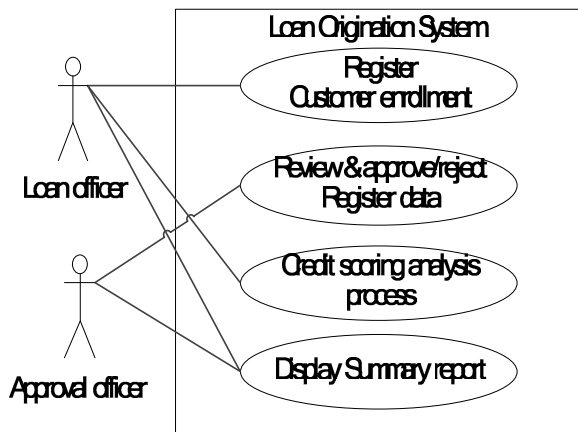 Loan Origination System
Register
Customer enrollment
Loan officer
Review & approve/reject
Register data
Credit scoring analysis
process
Approval officer
Display Summary report